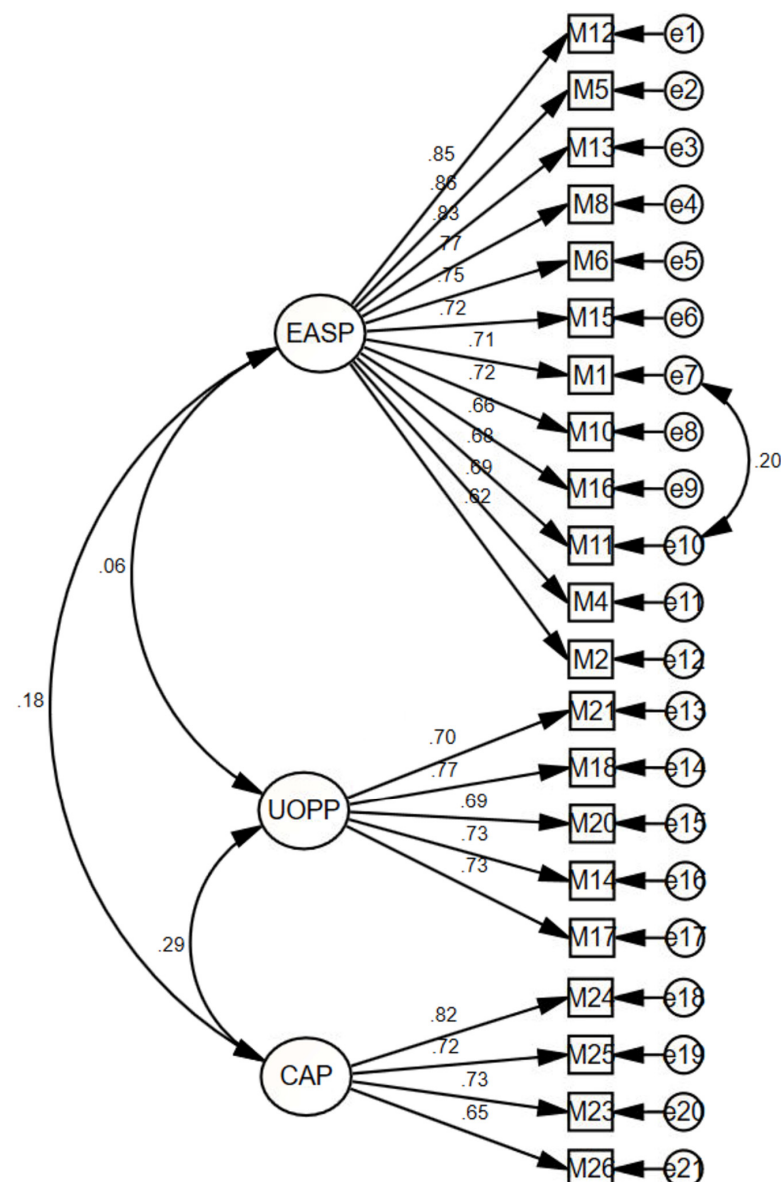 M12 e1
M5 e2
M13 e3
.85
.86
M8 e4
.83
.77
M6 e5
.75
.72
M15 e6
EASP
.71
M1 e7
.72
.66
M10 e8
.68
.20
.69
M16 e9
.62
M11 e10
.06
M4 e11
M2 e12
.18
M21 e13
.70
M18 e14
.77
.69
UOPP
M20 e15
.73
.73
M14 e16
M17 e17
.29
M24 e18
.82
.72
M25 e19
CAP
.73
M23 e20
.65
M26 e21